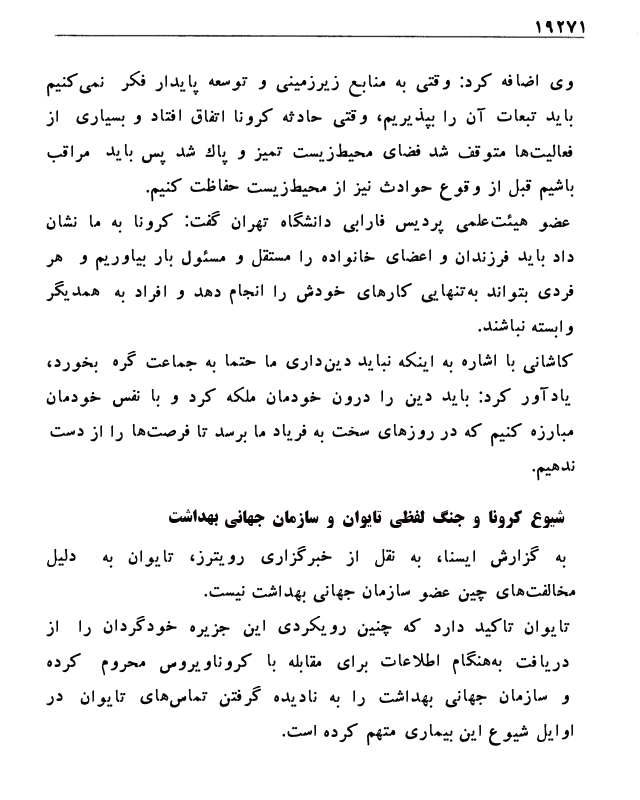 ۱۹۲۷۱
وی اضافه کرد: وقتی به منابع زیرزمینی و توسعه پایدار فکر نمی‌کنیم
باید تبعات آن را بپذیریم، وقتی حادثه کرونا اتفاق افتاد و بسیاری از
فعالیت‌ها متوقف شد فضای محیط‌زیست تمیز و پاك شد پس باید مراقب
باشیم قبل از وقوع حوادث نیز از محیط‌زیست حفاظت کنیم.
عضو هیئت‌علمی پردیس فارابی دانشگاه تهران گفت: کرونا به ما نشان
داد باید فرزندان و اعضای خانواده را مستقل و مسئول بار بیاوریم و هر
فردی بتواند به‌تنهایی کارهای خودش را انجام دهد و افراد به همدیگر
وابسته نباشند.
کاشانی با اشاره به اینکه نباید دین‌داری ما حتما به جماعت گره بخورد،
یادآور کرد: باید دین را درون خودمان ملکه کرد و با نفس خودمان
مبارزه کنیم که در روزهای سخت به فریاد ما برسد تا فرصت‌ها را از دست
ندهیم.
شیوع کرونا و جنگ لفظی تایوان و سازمان جهانی بهداشت
به گزارش ایسنا، به نقل از خبرگزاری رویترز، تایوان به دلیل
مخالفت‌های چین عضو سازمان جهانی بهداشت نیست.
تایوان تاکید دارد که چنین رویکردی این جزیره خودگردان را از
دریافت به‌هنگام اطلاعات برای مقابله با کروناویروس محروم کرده
و سازمان جهانی بهداشت را به نادیده گرفتن تماس‌های تایوان در
اوایل شیوع این بیماری متهم کرده است.